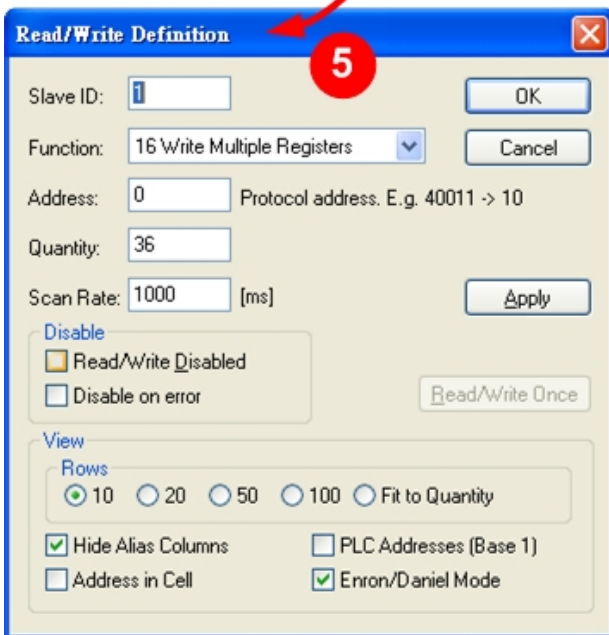 Read/Write Definition
5
Slave ID: 1 OK
Function: 16 Write Multiple Registers Cancel
Address: 0 Protocol address. E.g. 40011 -> 10
Quantity: 36
Scan Rate: 1000 [ms] Apply
Disable
Read/Write Disabled
Disable on error
Read/Write Once
View
Rows
10 20 50 100 Fit to Quantity
Hide Alias Columns PLC Addresses (Base 1)
Address in Cell Enron/Daniel Mode